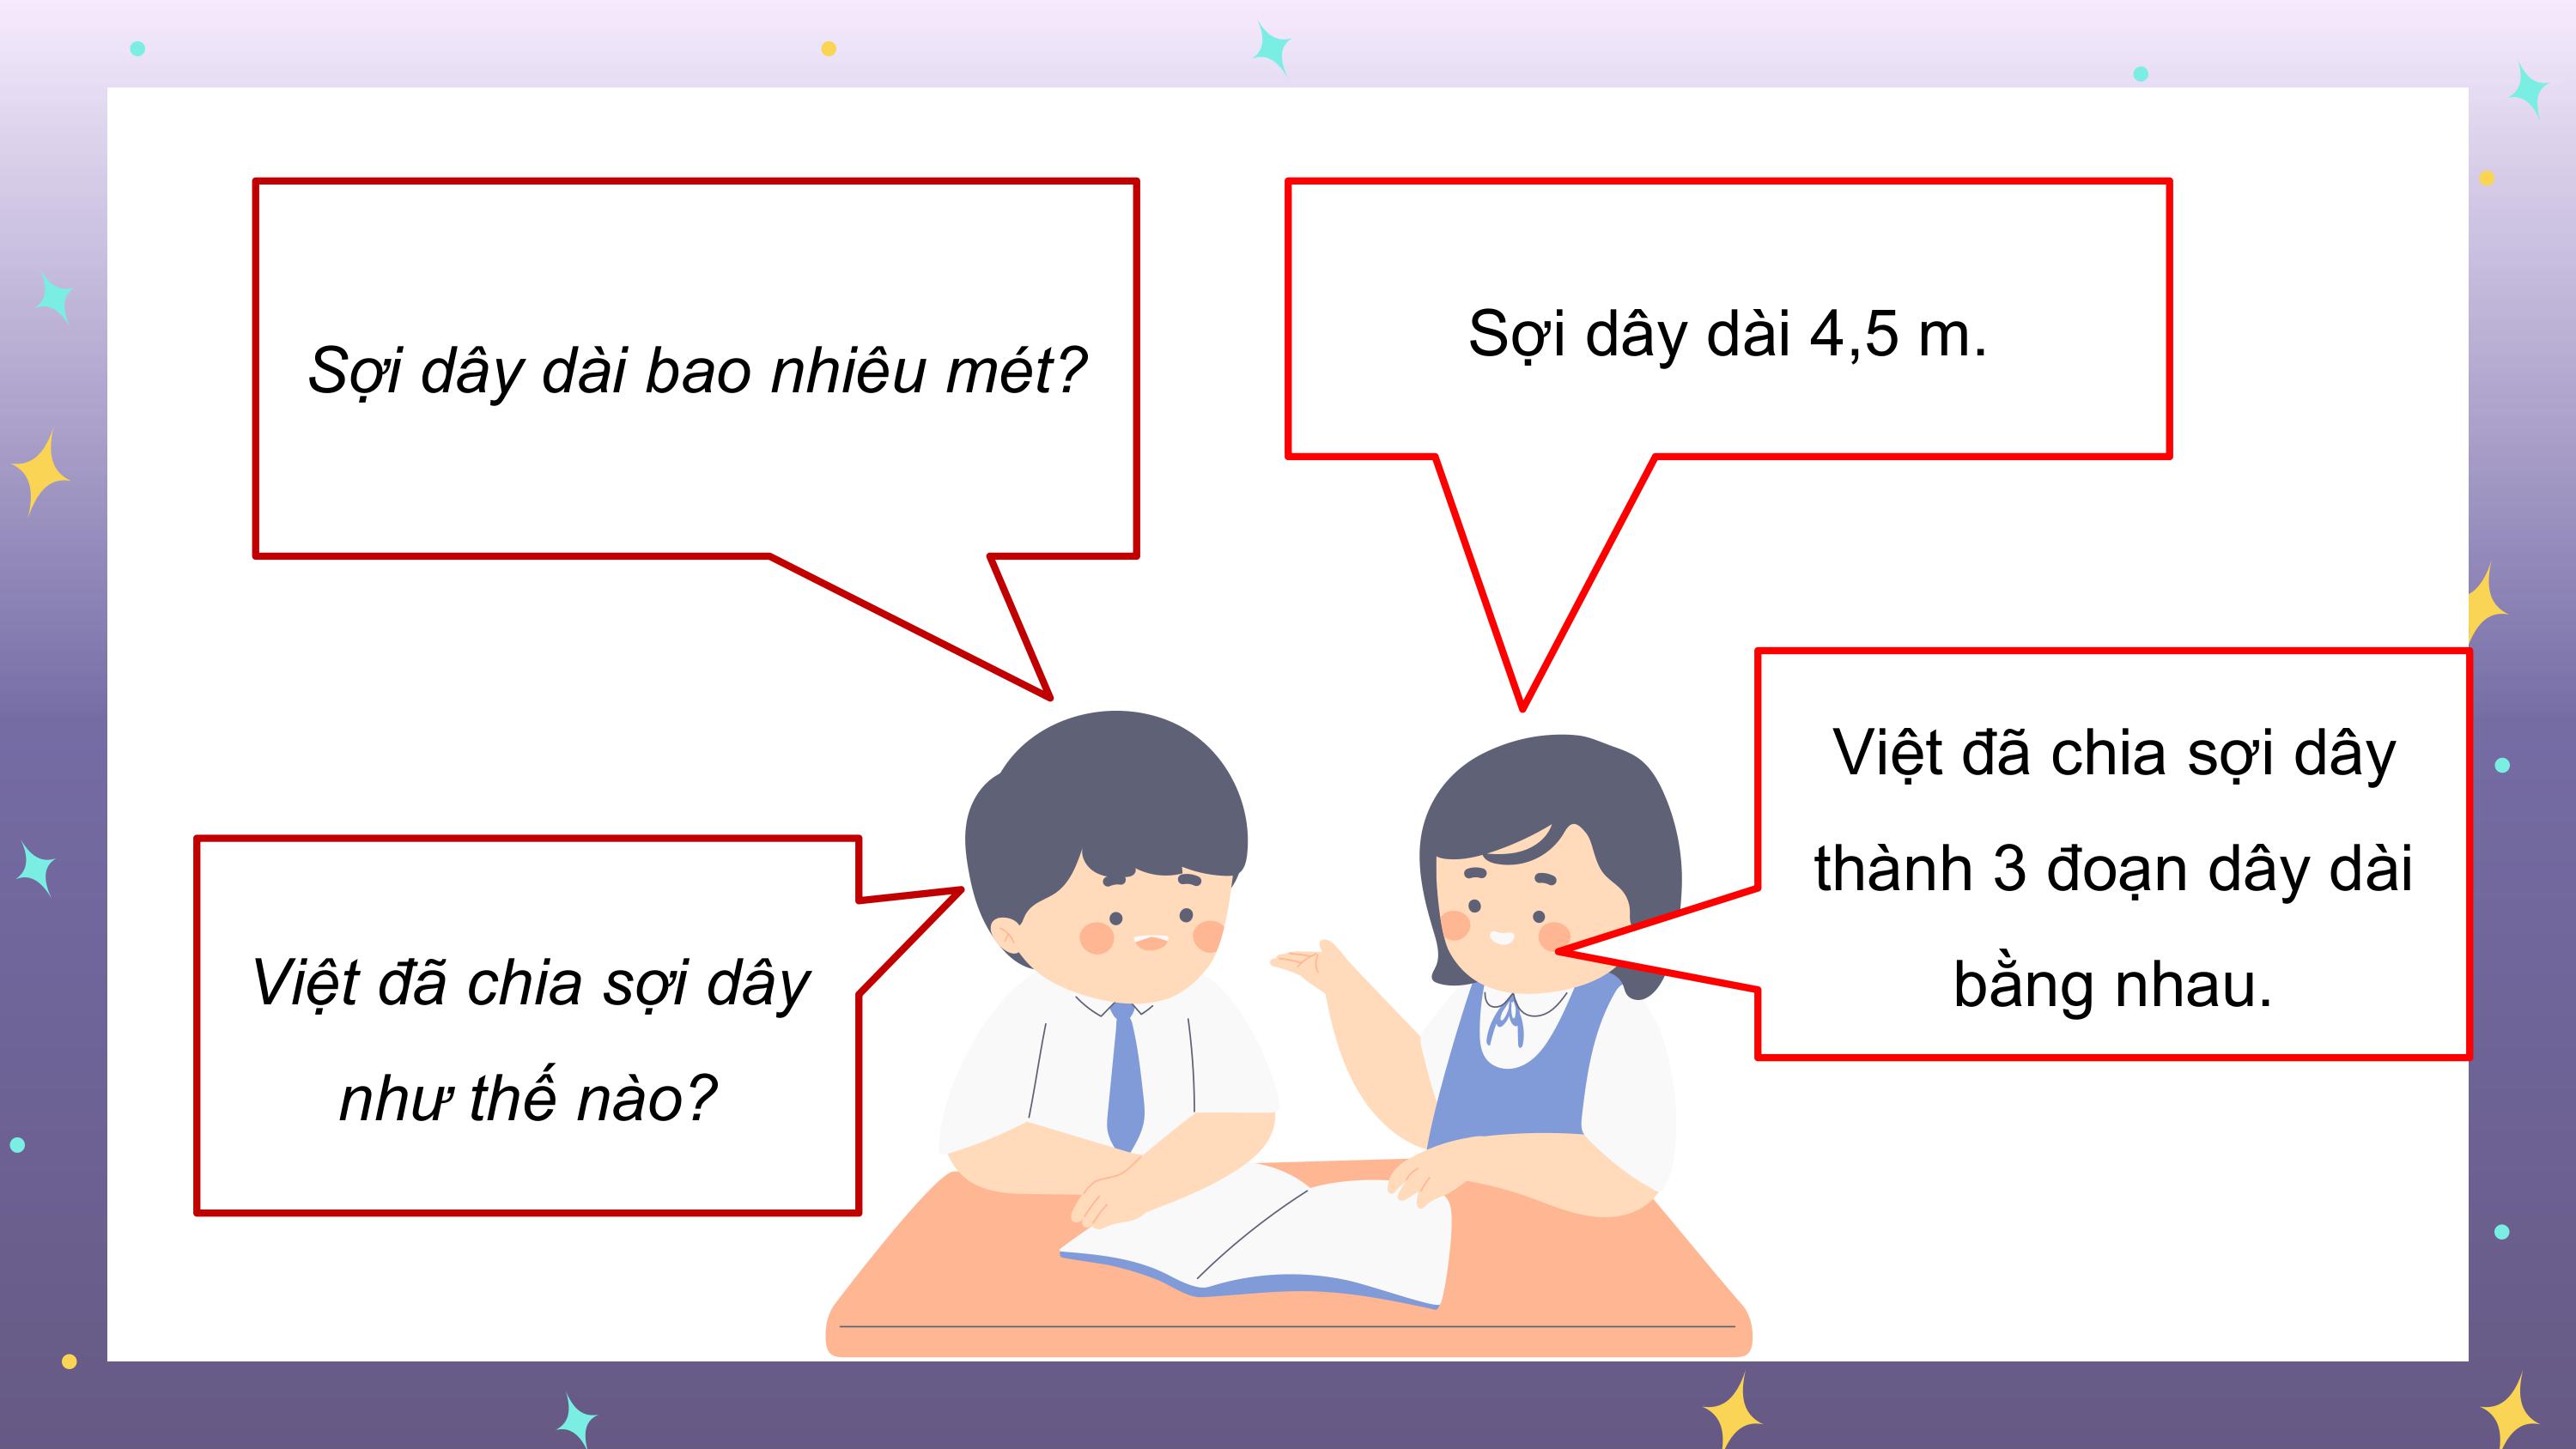 Sợi dây dài bao nhiêu mét?
Sợi dây dài 4,5 m.
Việt đã chia sợi dây
như thế nào?
Việt đã chia sợi dây
thành 3 đoạn dây dài
bằng nhau.